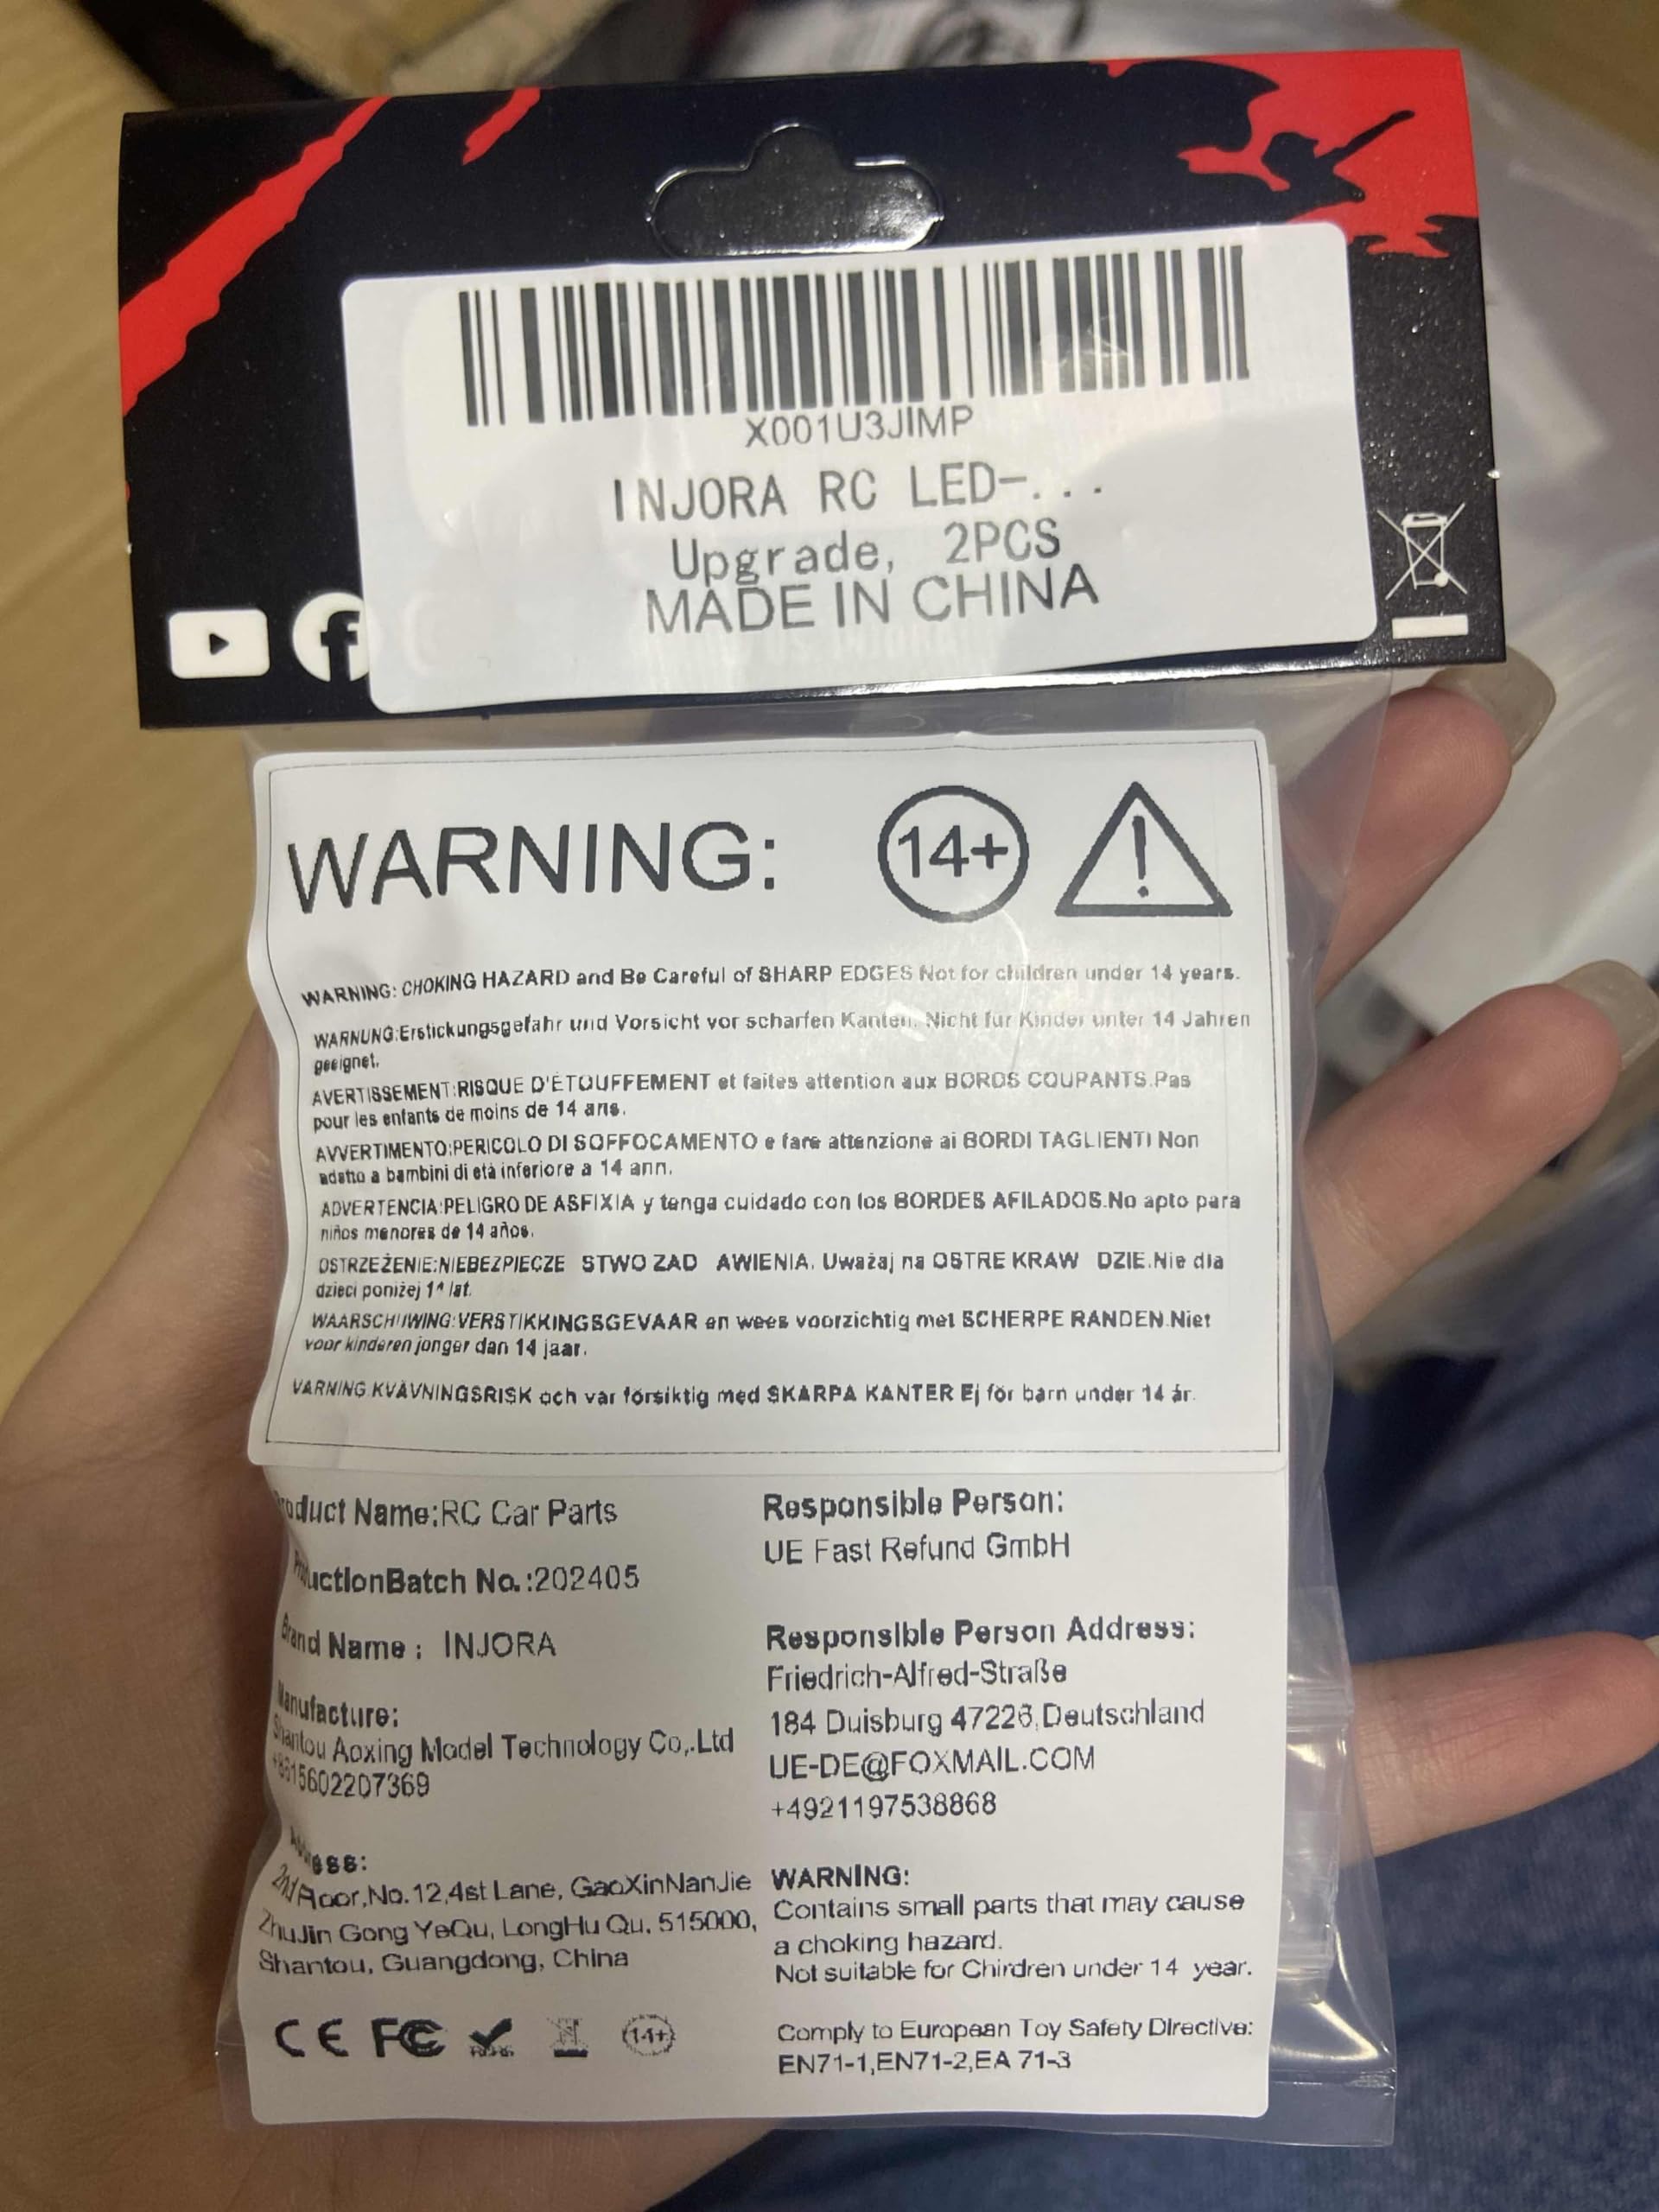 X001U3JIMP
INJORA RC LED-...
Upgrade, 2PCS
MADE IN CHINA
WARNING: 14+
WARNING: CHOKING HAZARD and Be Careful of SHARP EDGES Not for children under 14 years.
WARNUNG:Erstickungsgefahr und Vorsicht vor scharfen Kanten. Nicht für Kinder unter 14 Jahren
geeignet.
AVERTISSEMENT:RISQUE D'ÉTOUFFEMENT et faites attention aux BORDS COUPANTS.Pas
pour les enfants de moins de 14 ans.
AVVERTIMENTO:PERICOLO DI SOFFOCAMENTO e fare attenzione ai BORDI TAGLIENTI Non
adatto a bambini di età inferiore a 14 ann.
ADVERTENCIA:PELIGRO DE ASFIXIA y tenga cuidado con los BORDES AFILADOS.No apto para
niños menores de 14 años.
OSTRZEŻENIE:NIEBEZPIECZE STWO ZAD AWIENIA. Uważaj na OSTRE KRAW DZIE.Nie dla
dzieci poniżej lat.
WAARSCHUWING:VERSTIKKINGSGEVAAR en wees voorzichtig met SCHERPE RANDEN.Niet
voor kinderen jonger dan 14 jaar.
VARNING KVÄVNINGSRISK och var försiktig med SKARPA KANTER Ej för barn under 14 år.
Product Name:RC Car Parts
ProductionBatch No.:202405
Brand Name : INJORA
Manufacture:
Shantou Aoxing Model Technology Co,.Ltd
+8615602207369
Address:
2nd Floor,No.12,4st Lane, GaoXinNanJie
ZhuJin Gong YeQu, LongHu Qu, 515000,
Shantou, Guangdong, China
CE FC 14+
Responsible Person:
UE Fast Refund GmbH
Responsible Person Address:
Friedrich-Alfred-Straße
184 Duisburg 47226,Deutschland
UE-DE@FOXMAIL.COM
+4921197538868
WARNING:
Contains small parts that may cause
a choking hazard.
Not suitable for Chirdren under 14 year.
Comply to European Toy Safety Directive:
EN71-1,EN71-2,EA 71-3